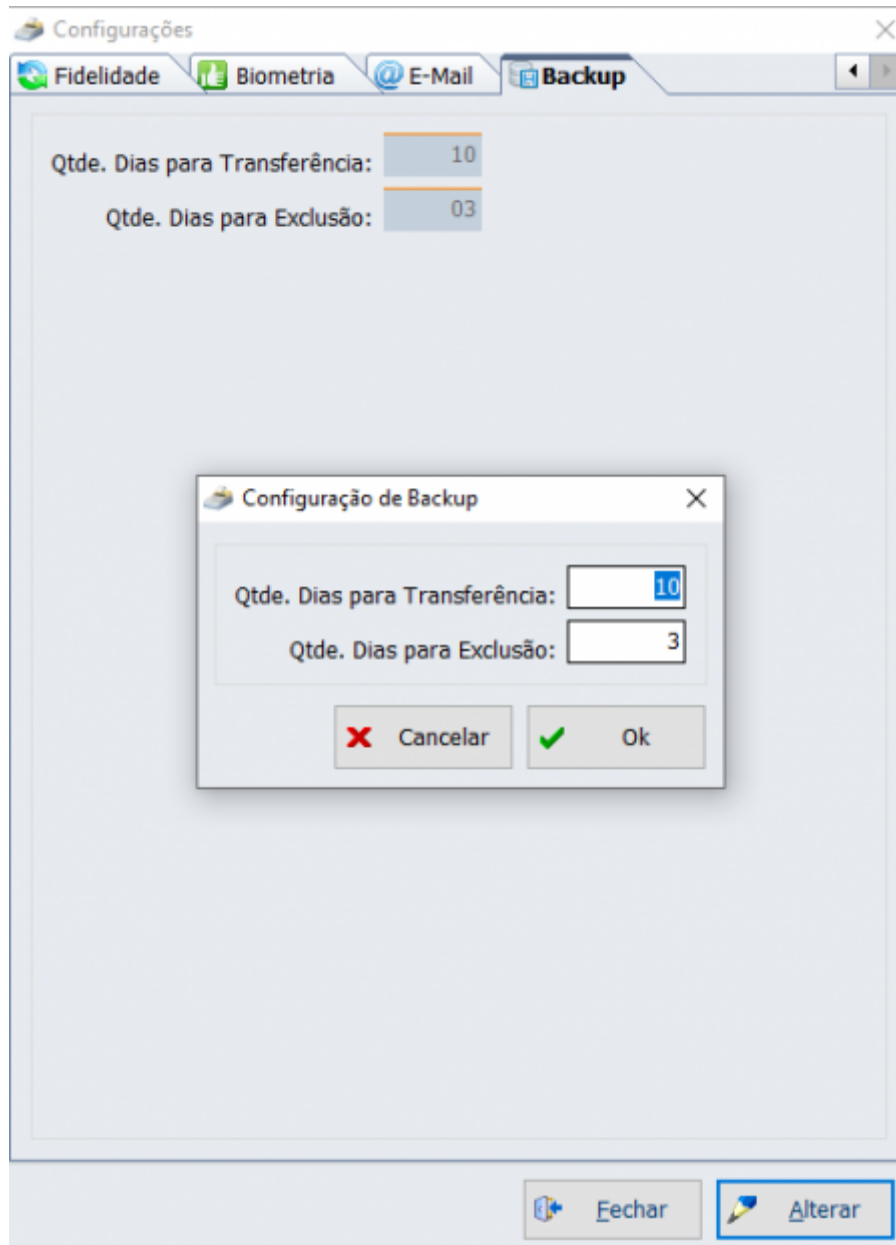 Configurações
Fidelidade Biometria @ E-Mail Backup
Qtde. Dias para Transferência: 10
Qtde. Dias para Exclusão: 03
Configuração de Backup
Qtde. Dias para Transferência: 10
Qtde. Dias para Exclusão: 3
Cancelar Ok
Fechar Alterar